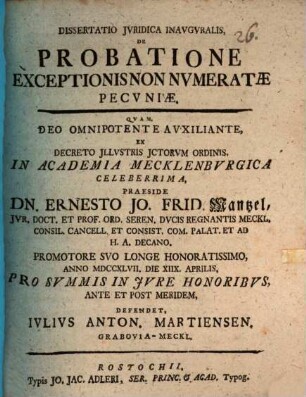 DISSERTATIO JVRIDICA INAVGVRALIS,
26.
DE
PROBATIONE
EXCEPTIONIS NON NVMERATÆ
PECVNIÆ,
QVAM,
DEO OMNIPOTENTE AVXILIANTE,
EX
DECRETO JLLVSTRIS JCTORVM ORDINIS,
IN ACADEMIA MECKLENBVRGICA
CELEBERRIMA,
PRAESIDE
DN. ERNESTO JO. FRID. Mantzel,
JVR. DOCT. ET PROF. ORD. SEREN. DVCIS REGNANTIS MECKL.
CONSIL. CANCELL. ET CONSIST. COM. PALAT. ET AD
H. A. DECANO,
PROMOTORE SVO LONGE HONORATISSIMO,
ANNO MDCCXLVII. DIE XIIX. APRILIS,
PRO SVMMIS IN JVRE HONORIBVS,
ANTE ET POST MERIDEM,
DEFENDET,
IVLIVS ANTON. MARTIENSEN,
GRABOVIA-MECKL.
ROSTOCHII,
Typis JO. JAC. ADLERI, SER. PRINC. & ACAD. Typog.